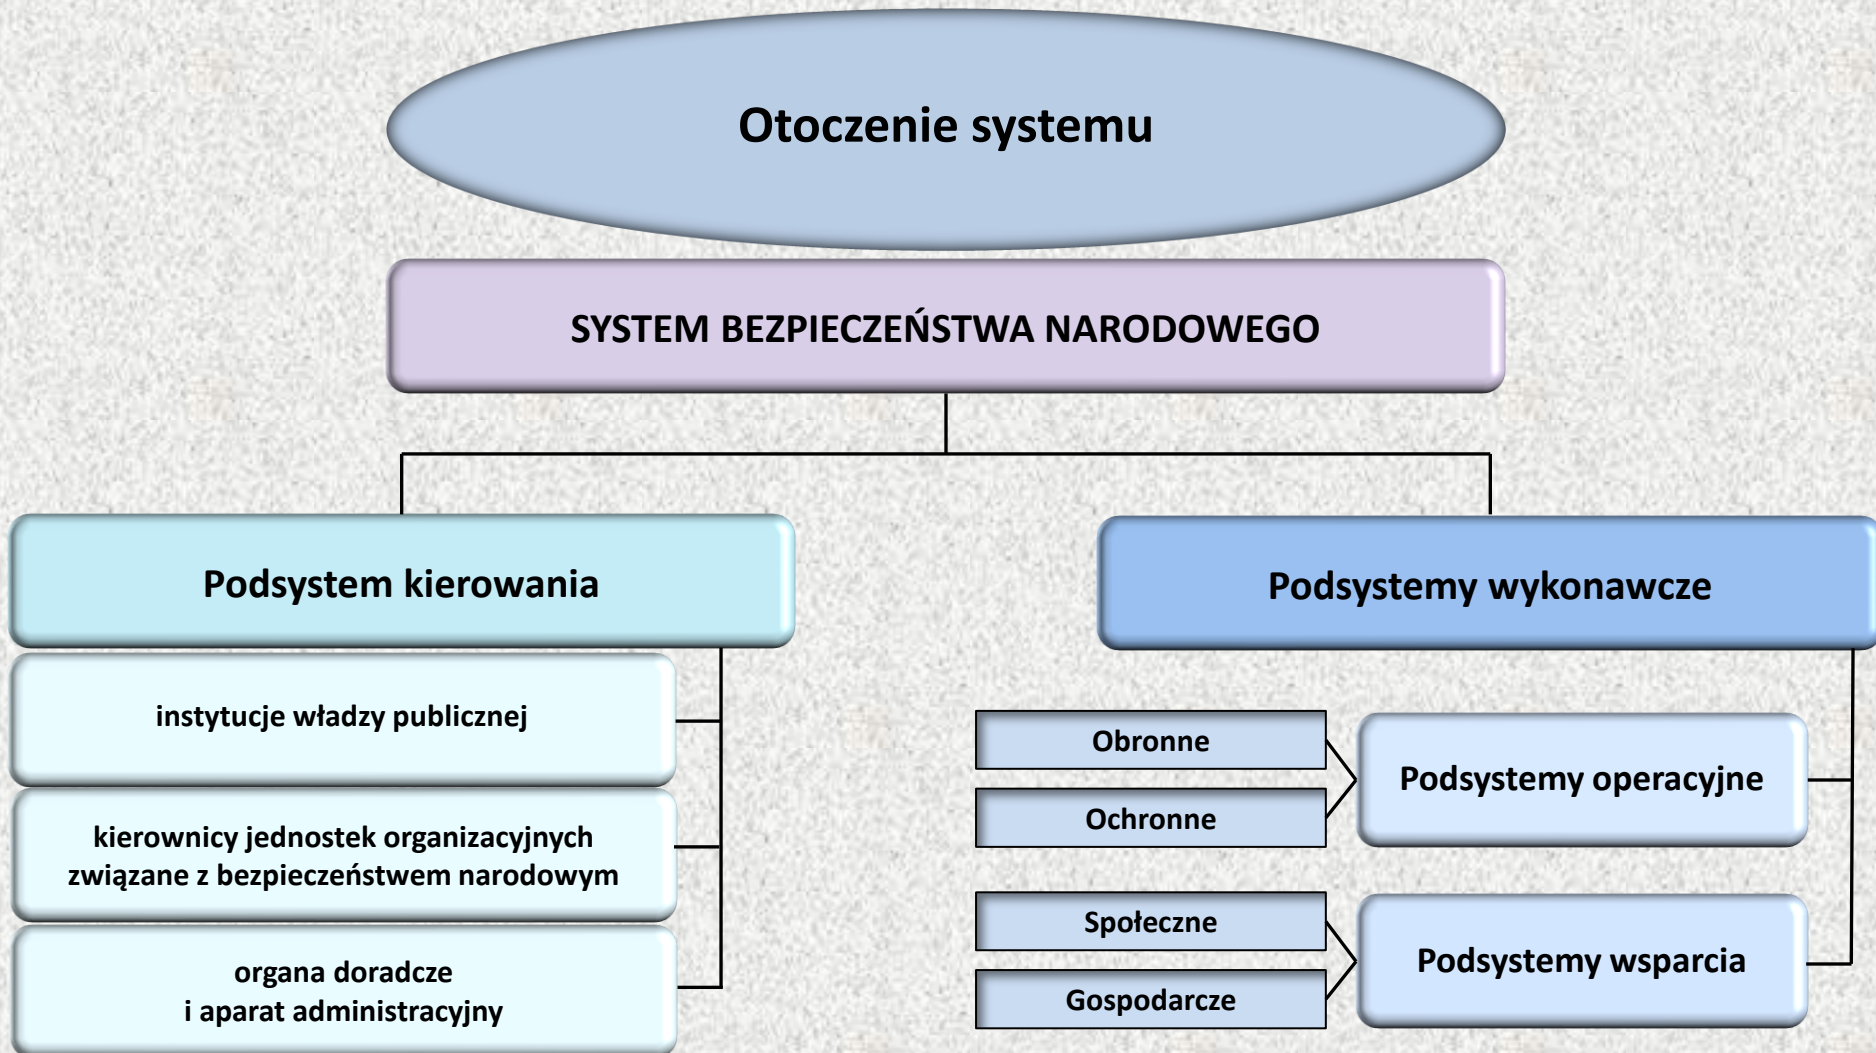 Otoczenie systemu
SYSTEM BEZPIECZEŃSTWA NARODOWEGO
Podsystem kierowania
instytucje władzy publicznej
kierownicy jednostek organizacyjnych
związane z bezpieczeństwem narodowym
organa doradcze
i aparat administracyjny
Podsystemy wykonawcze
Obronne
Ochronne
Podsystemy operacyjne
Społeczne
Gospodarcze
Podsystemy wsparcia